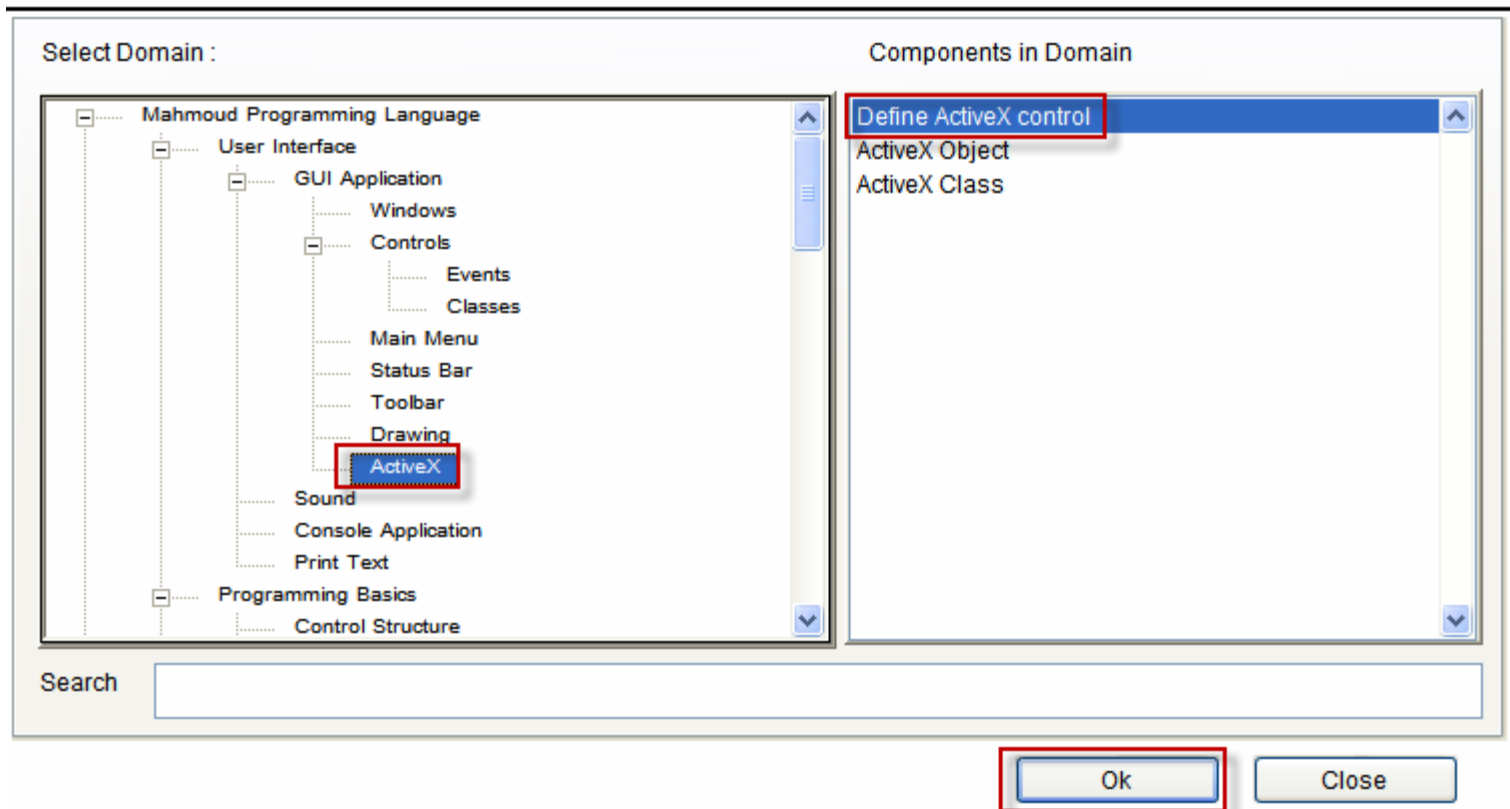 Select Domain :
Components in Domain
Mahmoud Programming Language
User Interface
GUI Application
Windows
Controls
Events
Classes
Main Menu
Status Bar
Toolbar
Drawing
ActiveX
Sound
Console Application
Print Text
Programming Basics
Control Structure
Define ActiveX control
ActiveX Object
ActiveX Class
Search
Ok
Close